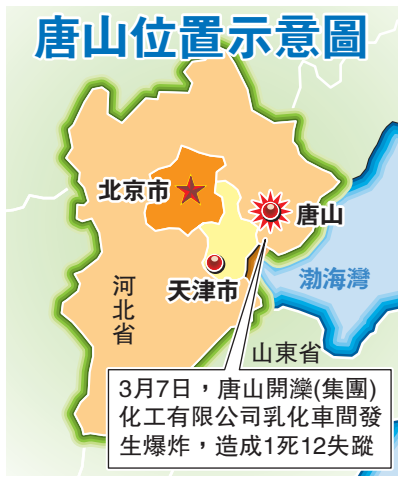 唐山位置示意圖
北京市
唐山
天津市
渤海灣
河北省
山東省
3月7日，唐山開灤(集團)
化工有限公司乳化車間發
生爆炸，造成1死12失蹤